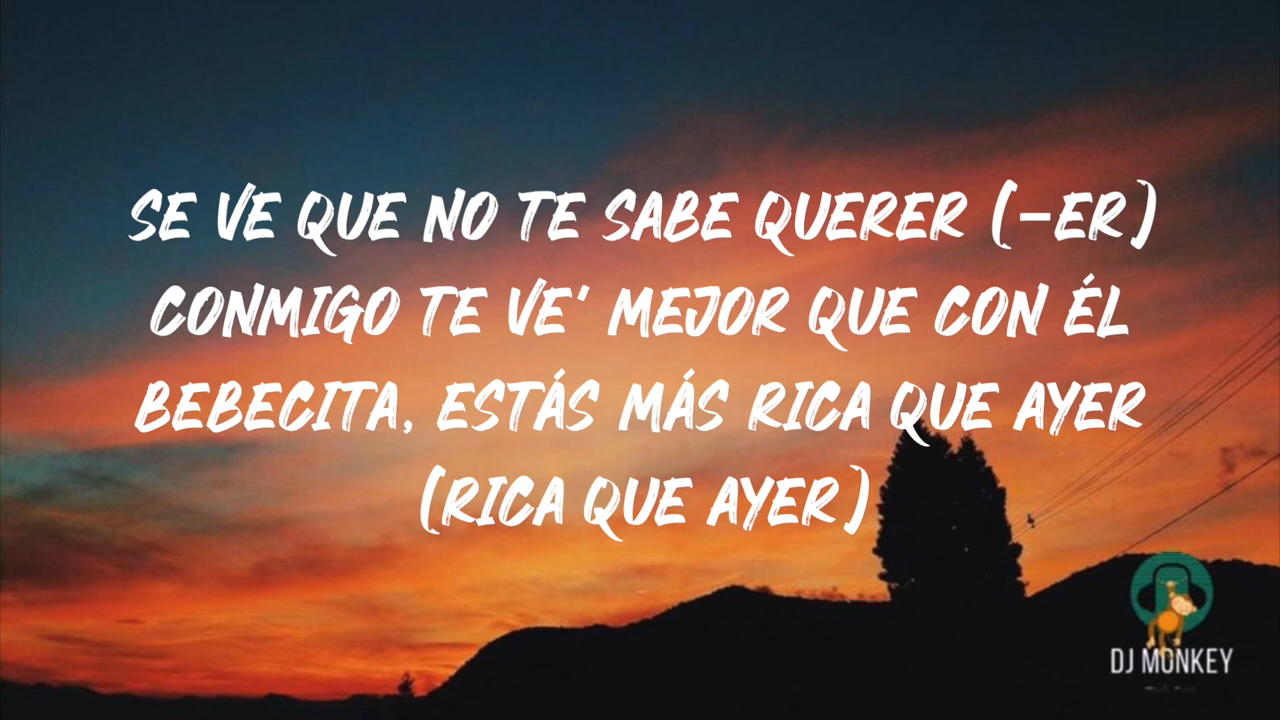 SE VE QUE NO TE SABE QUERER (-ER)
CONMIGO TE VE' MEJOR QUE CON ÉL
BEBECITA, ESTÁS MÁS RICA QUE AYER
(RICA QUE AYER)
DJ MONKEY